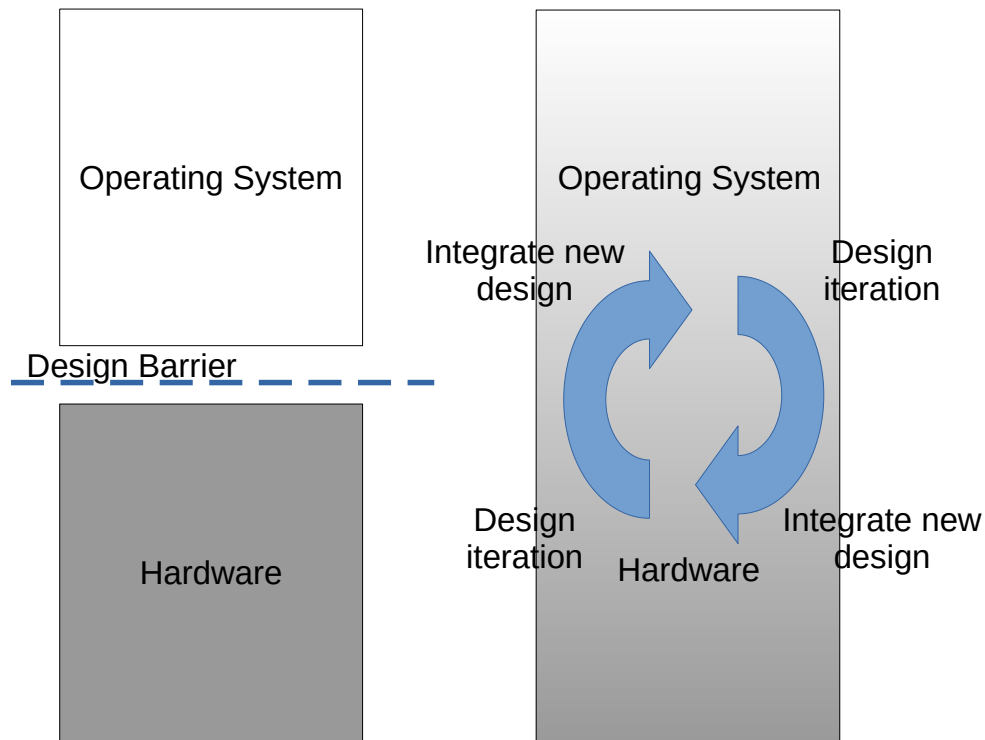 Operating System
Design Barrier
Hardware
Operating System
Integrate new
design
Design
iteration
Design
iteration
Integrate new
design
Hardware